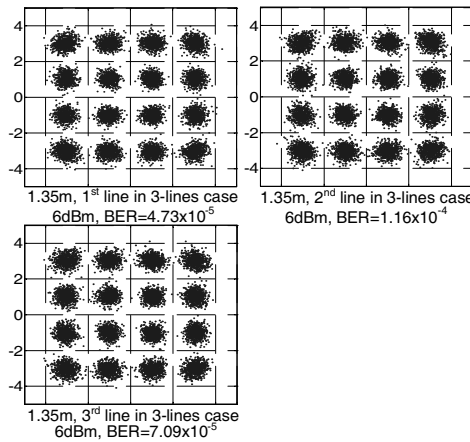 4
2
0
-2
-4
1.35m, 1st line in 3-lines case
6dBm, BER=4.73x10-5
4
2
0
-2
-4
1.35m, 2nd line in 3-lines case
6dBm, BER=1.16x10-4
4
2
0
-2
-4
1.35m, 3rd line in 3-lines case
6dBm, BER=7.09x10-5